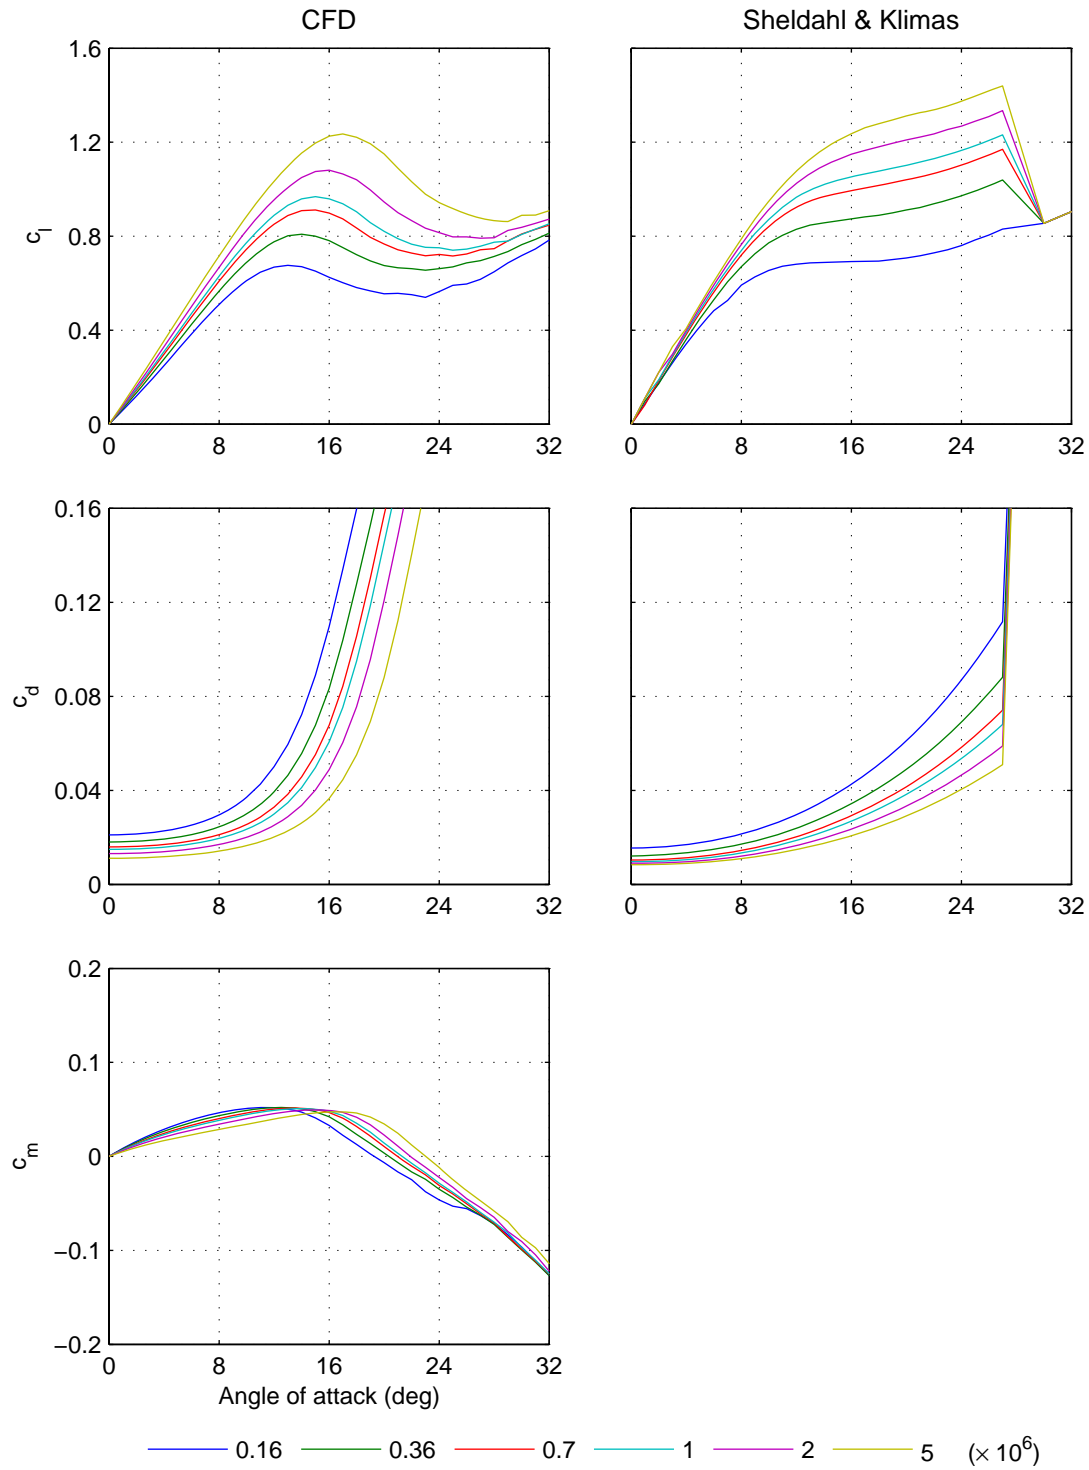 CFD
Sheldahl & Klimas
1.6
1.2
0.8
0.4
0
c_l
0 8 16 24 32
0 8 16 24 32
0.16
0.12
0.08
0.04
0
c_d
0 8 16 24 32
0 8 16 24 32
0.2
0.1
0
−0.1
−0.2
c_m
0 8 16 24 32
Angle of attack (deg)
0.16 0.36 0.7 1 2 5 (× 10^6)